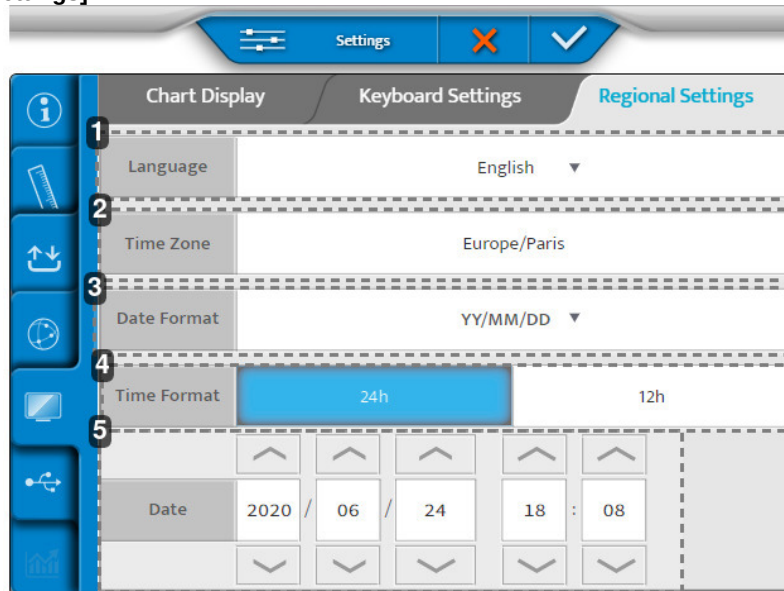 Settings
Chart Display Keyboard Settings Regional Settings
1
Language English ▼
2
Time Zone Europe/Paris
3
Date Format YY/MM/DD ▼
4
Time Format 24h 12h
5
Date 2020 / 06 / 24 18 : 08